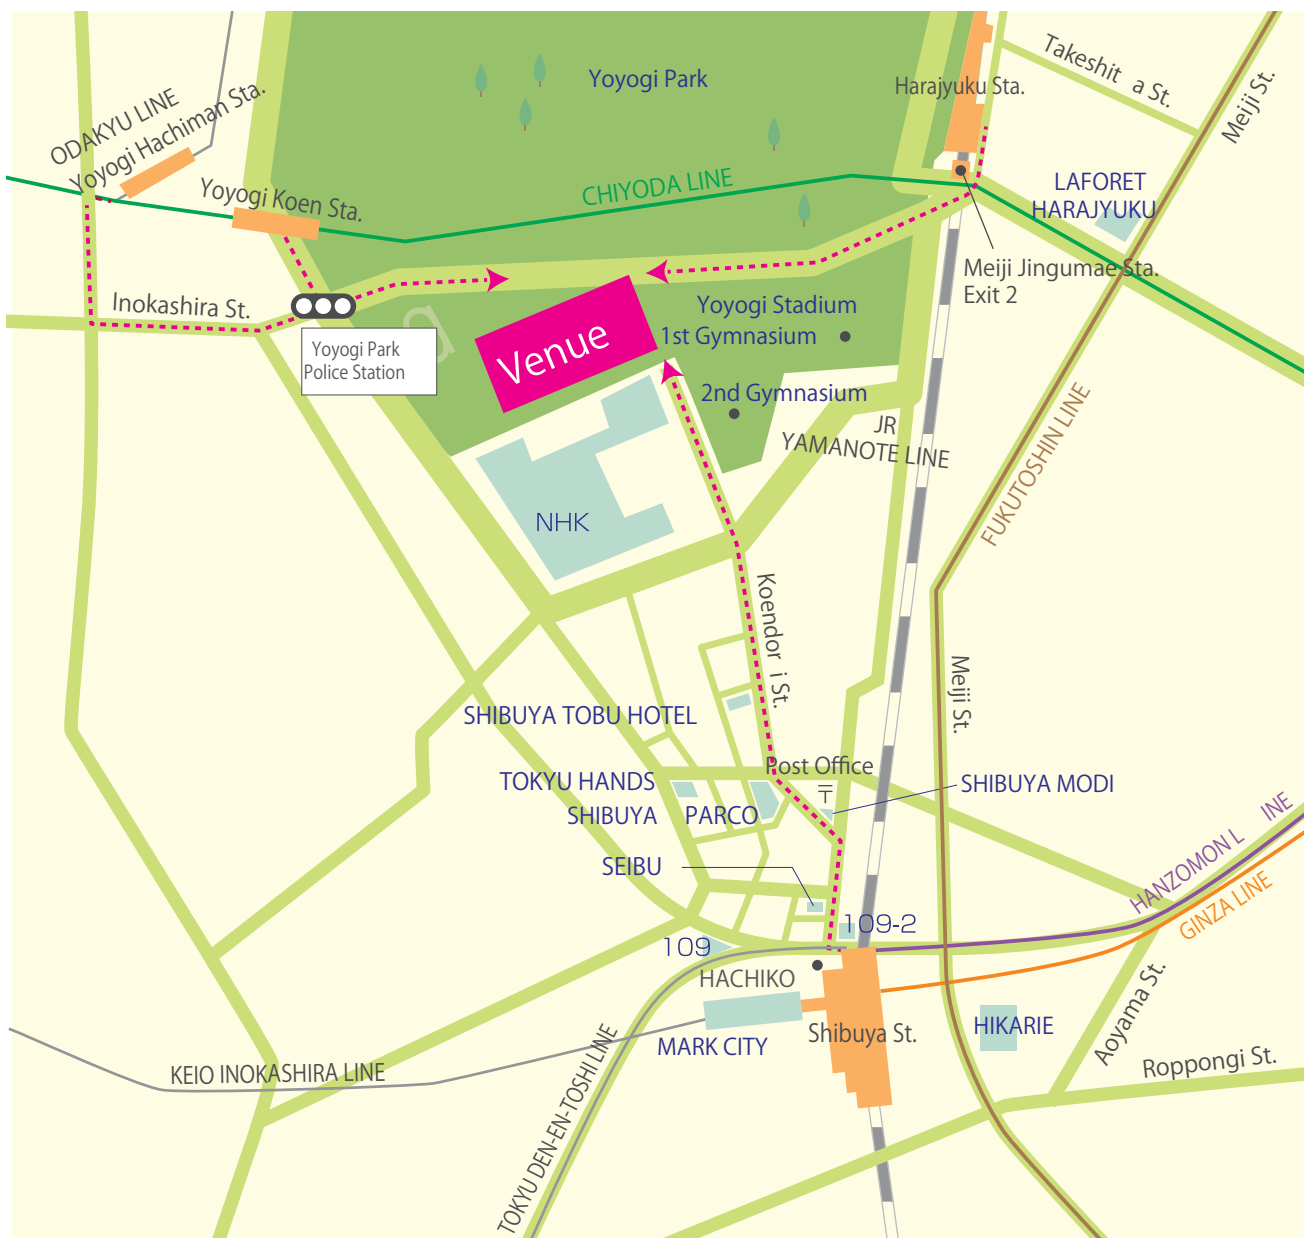 Yoyogi Park
Harajyuku Sta.
Takeshit a St.
Meiji St.
ODAKYU LINE
Yoyogi Hachiman Sta.
Yoyogi Koen Sta.
CHIYODA LINE
LAFORET
HARAJYUKU
Meiji Jingumae Sta.
Exit 2
Inokashira St.
Yoyogi Park
Police Station
g
Venue
Yoyogi Stadium
1st Gymnasium
2nd Gymnasium
JR
YAMANOTE LINE
FUKUTOSHIN LINE
NHK
Koendor i St.
Meiji St.
SHIBUYA TOBU HOTEL
Post Office
〒
TOKYU HANDS
SHIBUYA
PARCO
SHIBUYA MODI
SEIBU
HANZOMON L INE
GINZA LINE
109-2
109
HACHIKO
Shibuya St.
MARK CITY
HIKARIE
Aoyama St.
Roppongi St.
KEIO INOKASHIRA LINE
TOKYU DEN-EN-TOSHI LINE